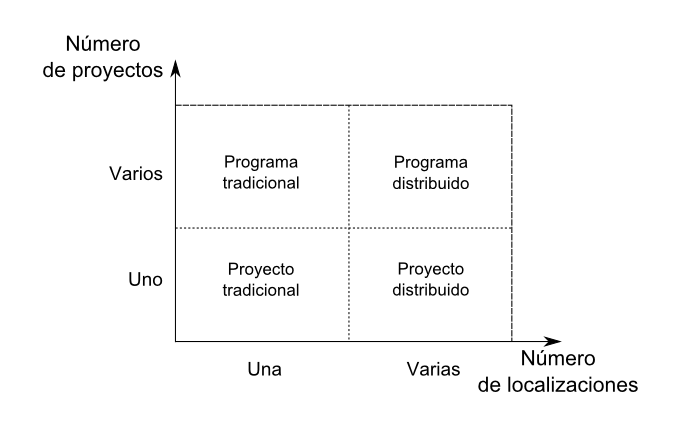 Número
de proyectos
Varios
Programa
tradicional
Programa
distribuido
Uno
Proyecto
tradicional
Proyecto
distribuido
Una
Varias
Número
de localizaciones